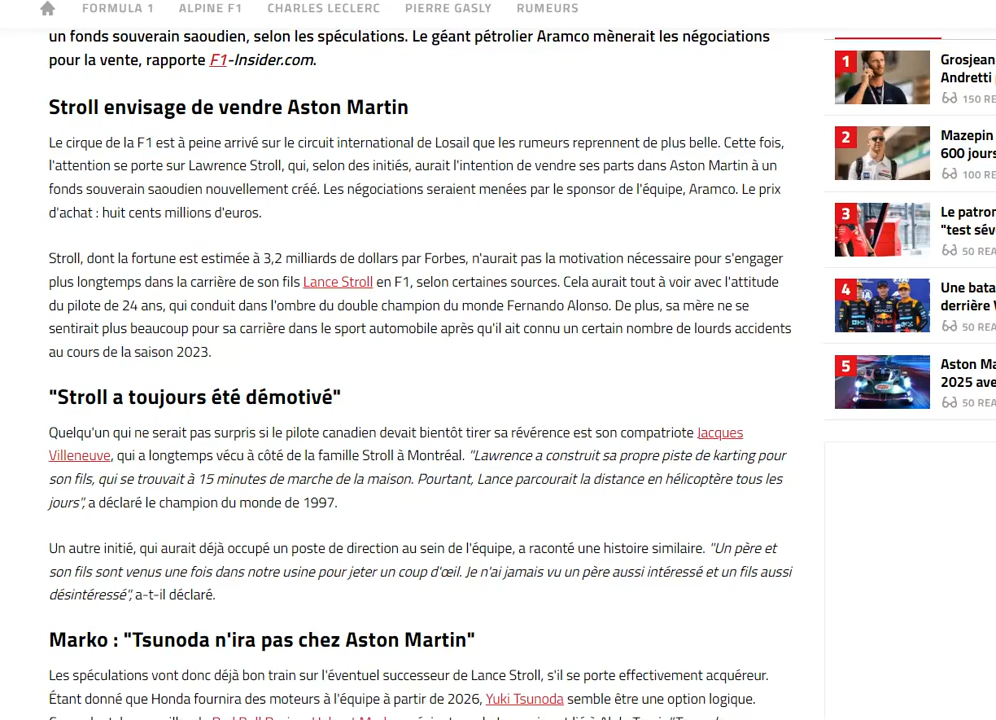 FORMULA 1 ALPINE F1 CHARLES LECLERC PIERRE GASLY RUMEURS
un fonds souverain saoudien, selon les spéculations. Le géant pétrolier Aramco mènerait les négociations
pour la vente, rapporte F1-Insider.com.
Stroll envisage de vendre Aston Martin
Le cirque de la F1 est à peine arrivé sur le circuit international de Losail que les rumeurs reprennent de plus belle. Cette fois,
l'attention se porte sur Lawrence Stroll, qui, selon des initiés, aurait l'intention de vendre ses parts dans Aston Martin à un
fonds souverain saoudien nouvellement créé. Les négociations seraient menées par le sponsor de l'équipe, Aramco. Le prix
d'achat : huit cents millions d'euros.
Stroll, dont la fortune est estimée à 3,2 milliards de dollars par Forbes, n'aurait pas la motivation nécessaire pour s'engager
plus longtemps dans la carrière de son fils Lance Stroll en F1, selon certaines sources. Cela aurait tout à voir avec l'attitude
du pilote de 24 ans, qui conduit dans l'ombre du double champion du monde Fernando Alonso. De plus, sa mère ne se
sentirait plus beaucoup pour sa carrière dans le sport automobile après qu'il ait connu un certain nombre de lourds accidents
au cours de la saison 2023.
"Stroll a toujours été démotivé"
Quelqu'un qui ne serait pas surpris si le pilote canadien devait bientôt tirer sa révérence est son compatriote Jacques
Villeneuve, qui a longtemps vécu à côté de la famille Stroll à Montréal. "Lawrence a construit sa propre piste de karting pour
son fils, qui se trouvait à 15 minutes de marche de la maison. Pourtant, Lance parcourait la distance en hélicoptère tous les
jours", a déclaré le champion du monde de 1997.
Un autre initié, qui aurait déjà occupé un poste de direction au sein de l'équipe, a raconté une histoire similaire. "Un père et
son fils sont venus une fois dans notre usine pour jeter un coup d'œil. Je n'ai jamais vu un père aussi intéressé et un fils aussi
désintéressé", a-t-il déclaré.
Marko : "Tsunoda n'ira pas chez Aston Martin"
Les spéculations vont donc déjà bon train sur l'éventuel successeur de Lance Stroll, s'il se porte effectivement acquéreur.
Étant donné que Honda fournira des moteurs à l'équipe à partir de 2026, Yuki Tsunoda semble être une option logique.
1 Grosjean
Andretti
150 REA
2 Mazepin
600 jours
100 REA
3 Le patron
"test sév
50 REA
4 Une bata
derrière V
50 REA
5 Aston Ma
2025 ave
50 REA